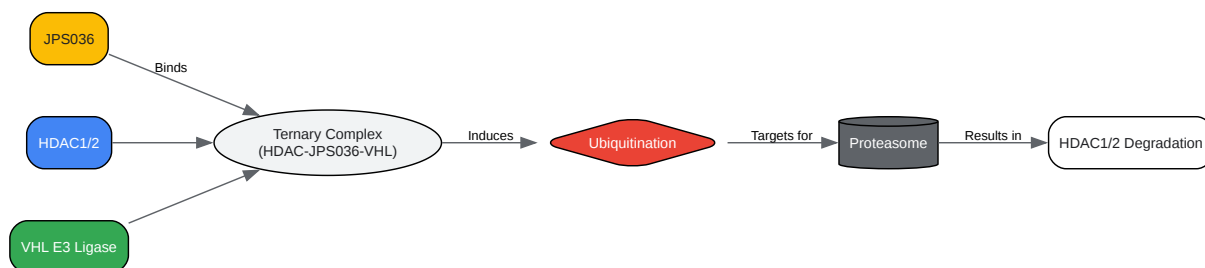 JPS036
Binds
HDAC1/2
Ternary Complex
(HDAC-JPS036-VHL)
Induces
Ubiquitination
Targets for
Proteasome
Results in
HDAC1/2 Degradation
VHL E3 Ligase